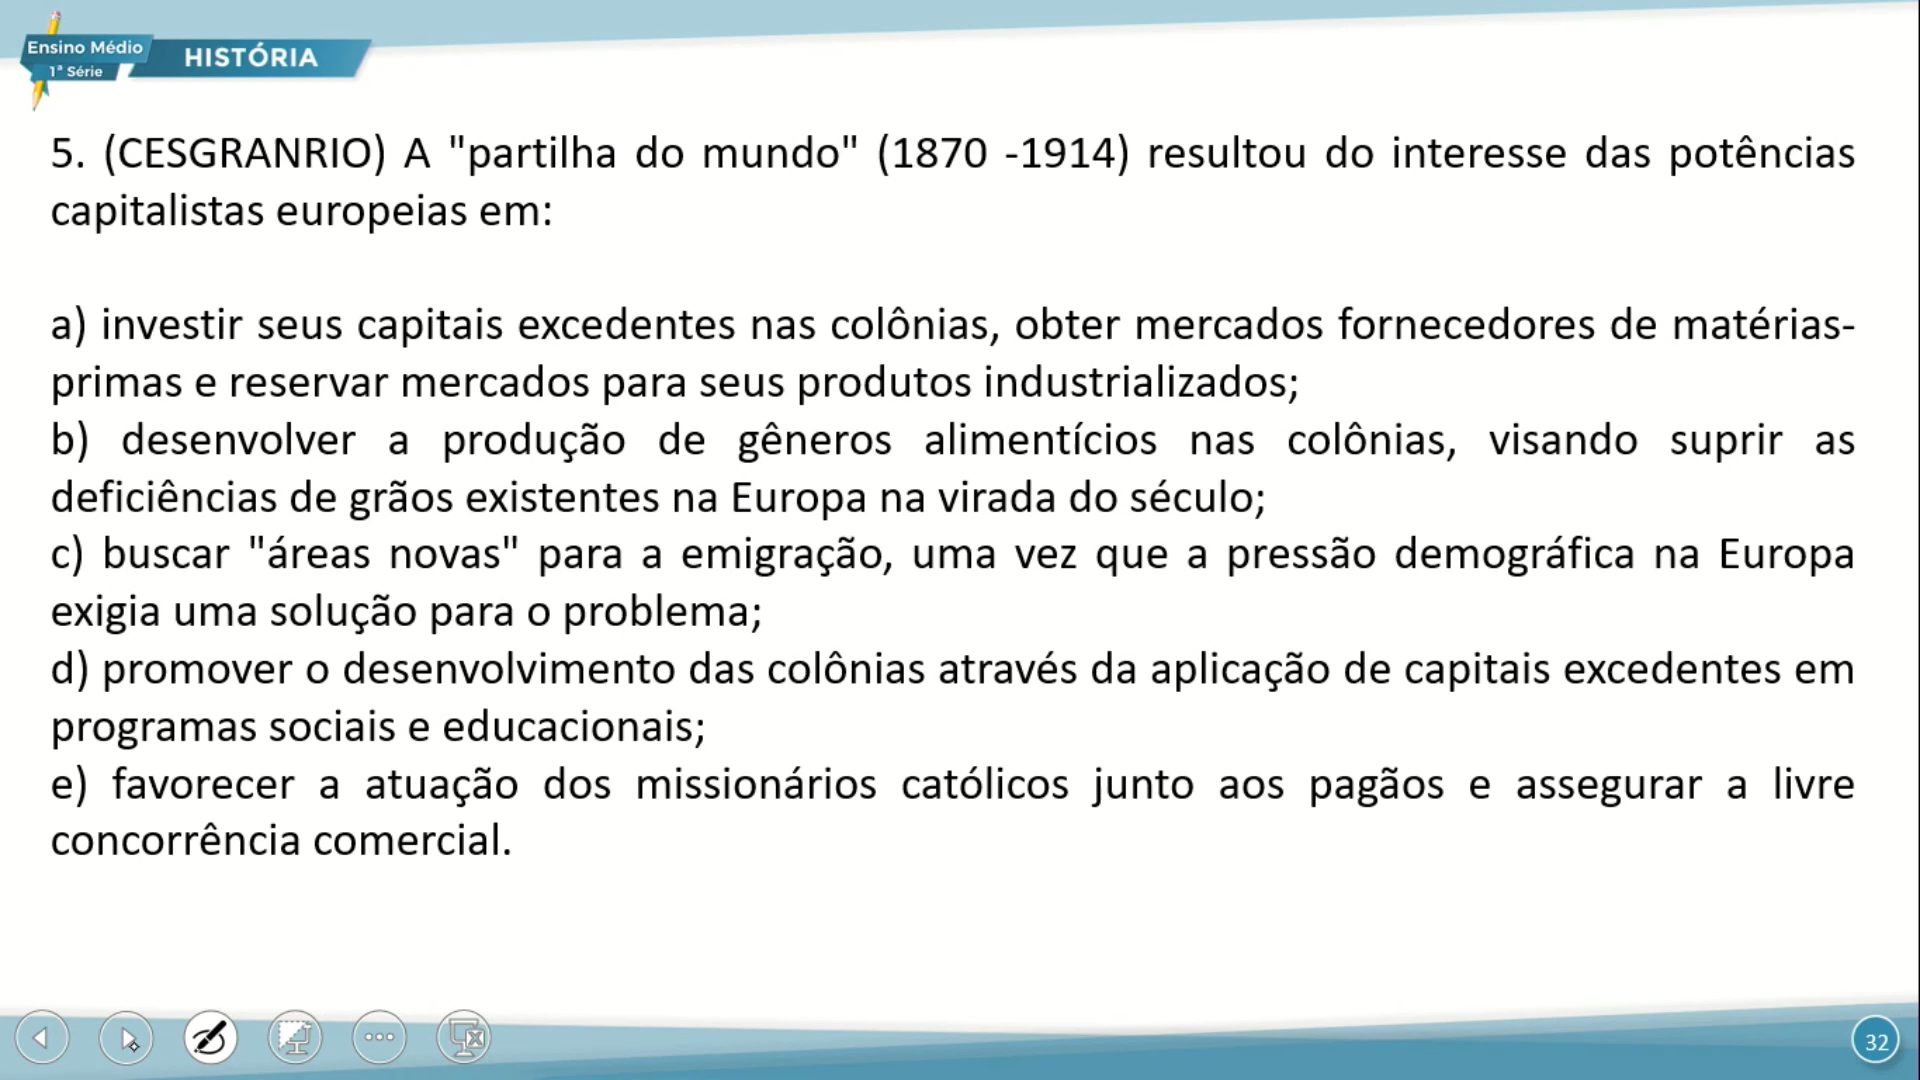 Ensino Médio
1ª Série
HISTÓRIA
5. (CESGRANRIO) A "partilha do mundo" (1870 -1914) resultou do interesse das potências
capitalistas europeias em:
a) investir seus capitais excedentes nas colônias, obter mercados fornecedores de matérias-
primas e reservar mercados para seus produtos industrializados;
b) desenvolver a produção de gêneros alimentícios nas colônias, visando suprir as
deficiências de grãos existentes na Europa na virada do século;
c) buscar "áreas novas" para a emigração, uma vez que a pressão demográfica na Europa
exigia uma solução para o problema;
d) promover o desenvolvimento das colônias através da aplicação de capitais excedentes em
programas sociais e educacionais;
e) favorecer a atuação dos missionários católicos junto aos pagãos e assegurar a livre
concorrência comercial.
32